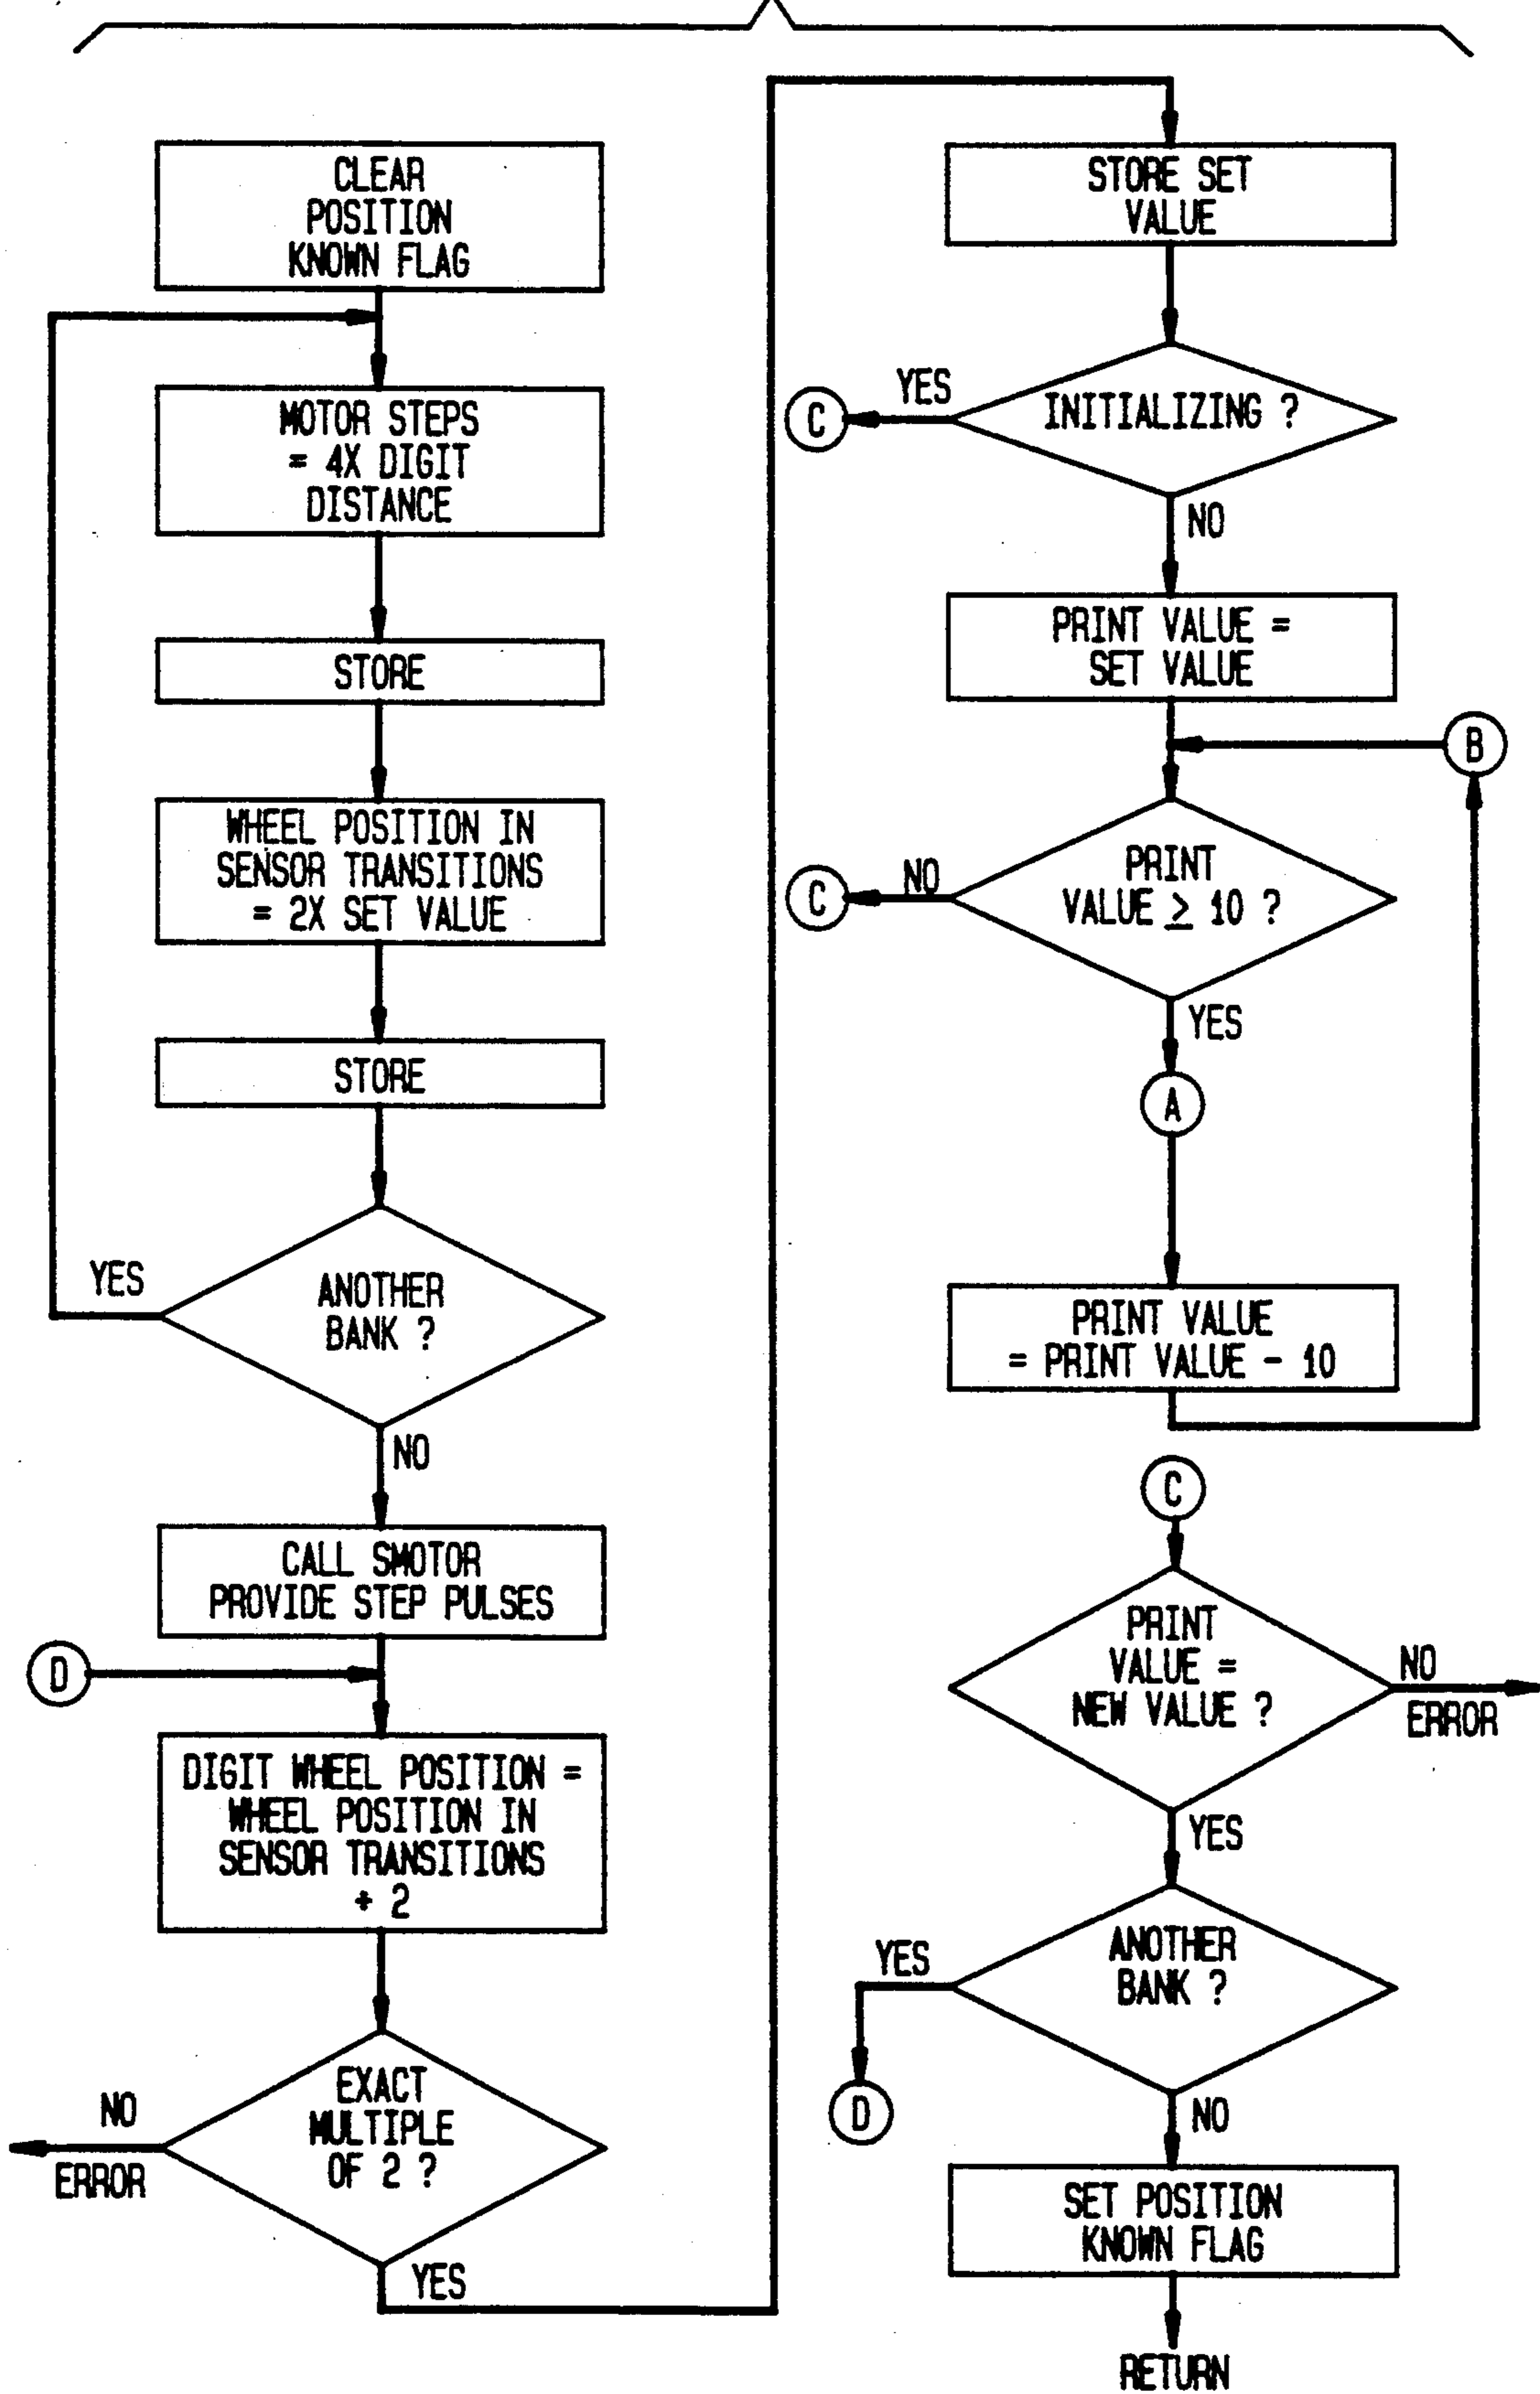 CLEAR
POSITION
KNOWN FLAG
MOTOR STEPS
= 4X DIGIT
DISTANCE
STORE
WHEEL POSITION IN
SENSOR TRANSITIONS
= 2X SET VALUE
STORE
YES
ANOTHER
BANK ?
NO
CALL SMOTOR
PROVIDE STEP PULSES
D
DIGIT WHEEL POSITION =
WHEEL POSITION IN
SENSOR TRANSITIONS
÷ 2
EXACT
MULTIPLE
OF 2 ?
NO
ERROR
YES
STORE SET
VALUE
INITIALIZING ?
YES
C
NO
PRINT VALUE =
SET VALUE
B
PRINT
VALUE ≥ 10 ?
NO
C
YES
A
PRINT VALUE
= PRINT VALUE - 10
C
PRINT
VALUE =
NEW VALUE ?
NO
ERROR
YES
ANOTHER
BANK ?
YES
D
NO
SET POSITION
KNOWN FLAG
RETURN